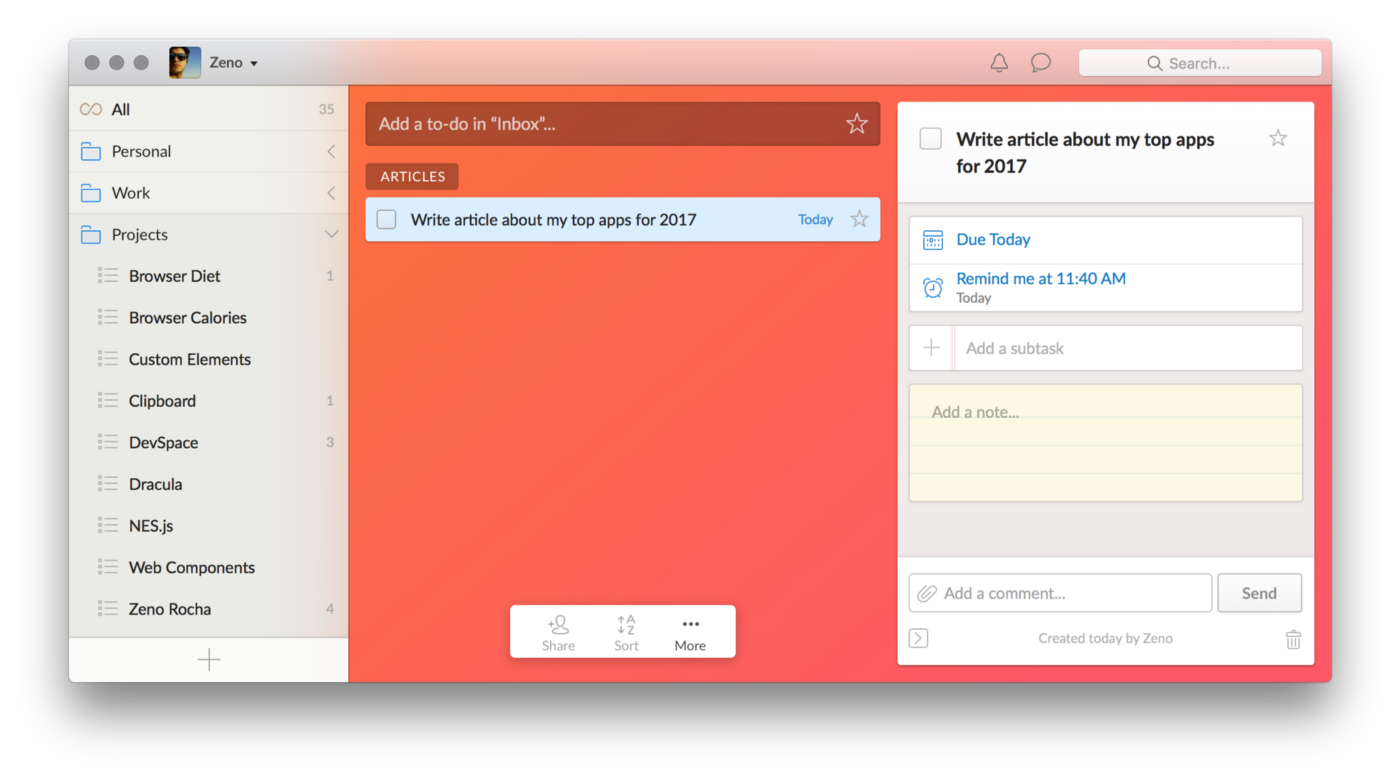 Zeno
Search...
All 35
Personal
Work
Projects
Browser Diet 1
Browser Calories
Custom Elements
Clipboard 1
DevSpace 3
Dracula
NES.js
Web Components
Zeno Rocha 4
Add a to-do in “Inbox”...
ARTICLES
Write article about my top apps for 2017 Today
Share
A
Z
Sort
More
Write article about my top apps
for 2017
Due Today
Remind me at 11:40 AM
Today
Add a subtask
Add a note...
Add a comment...
Send
Created today by Zeno